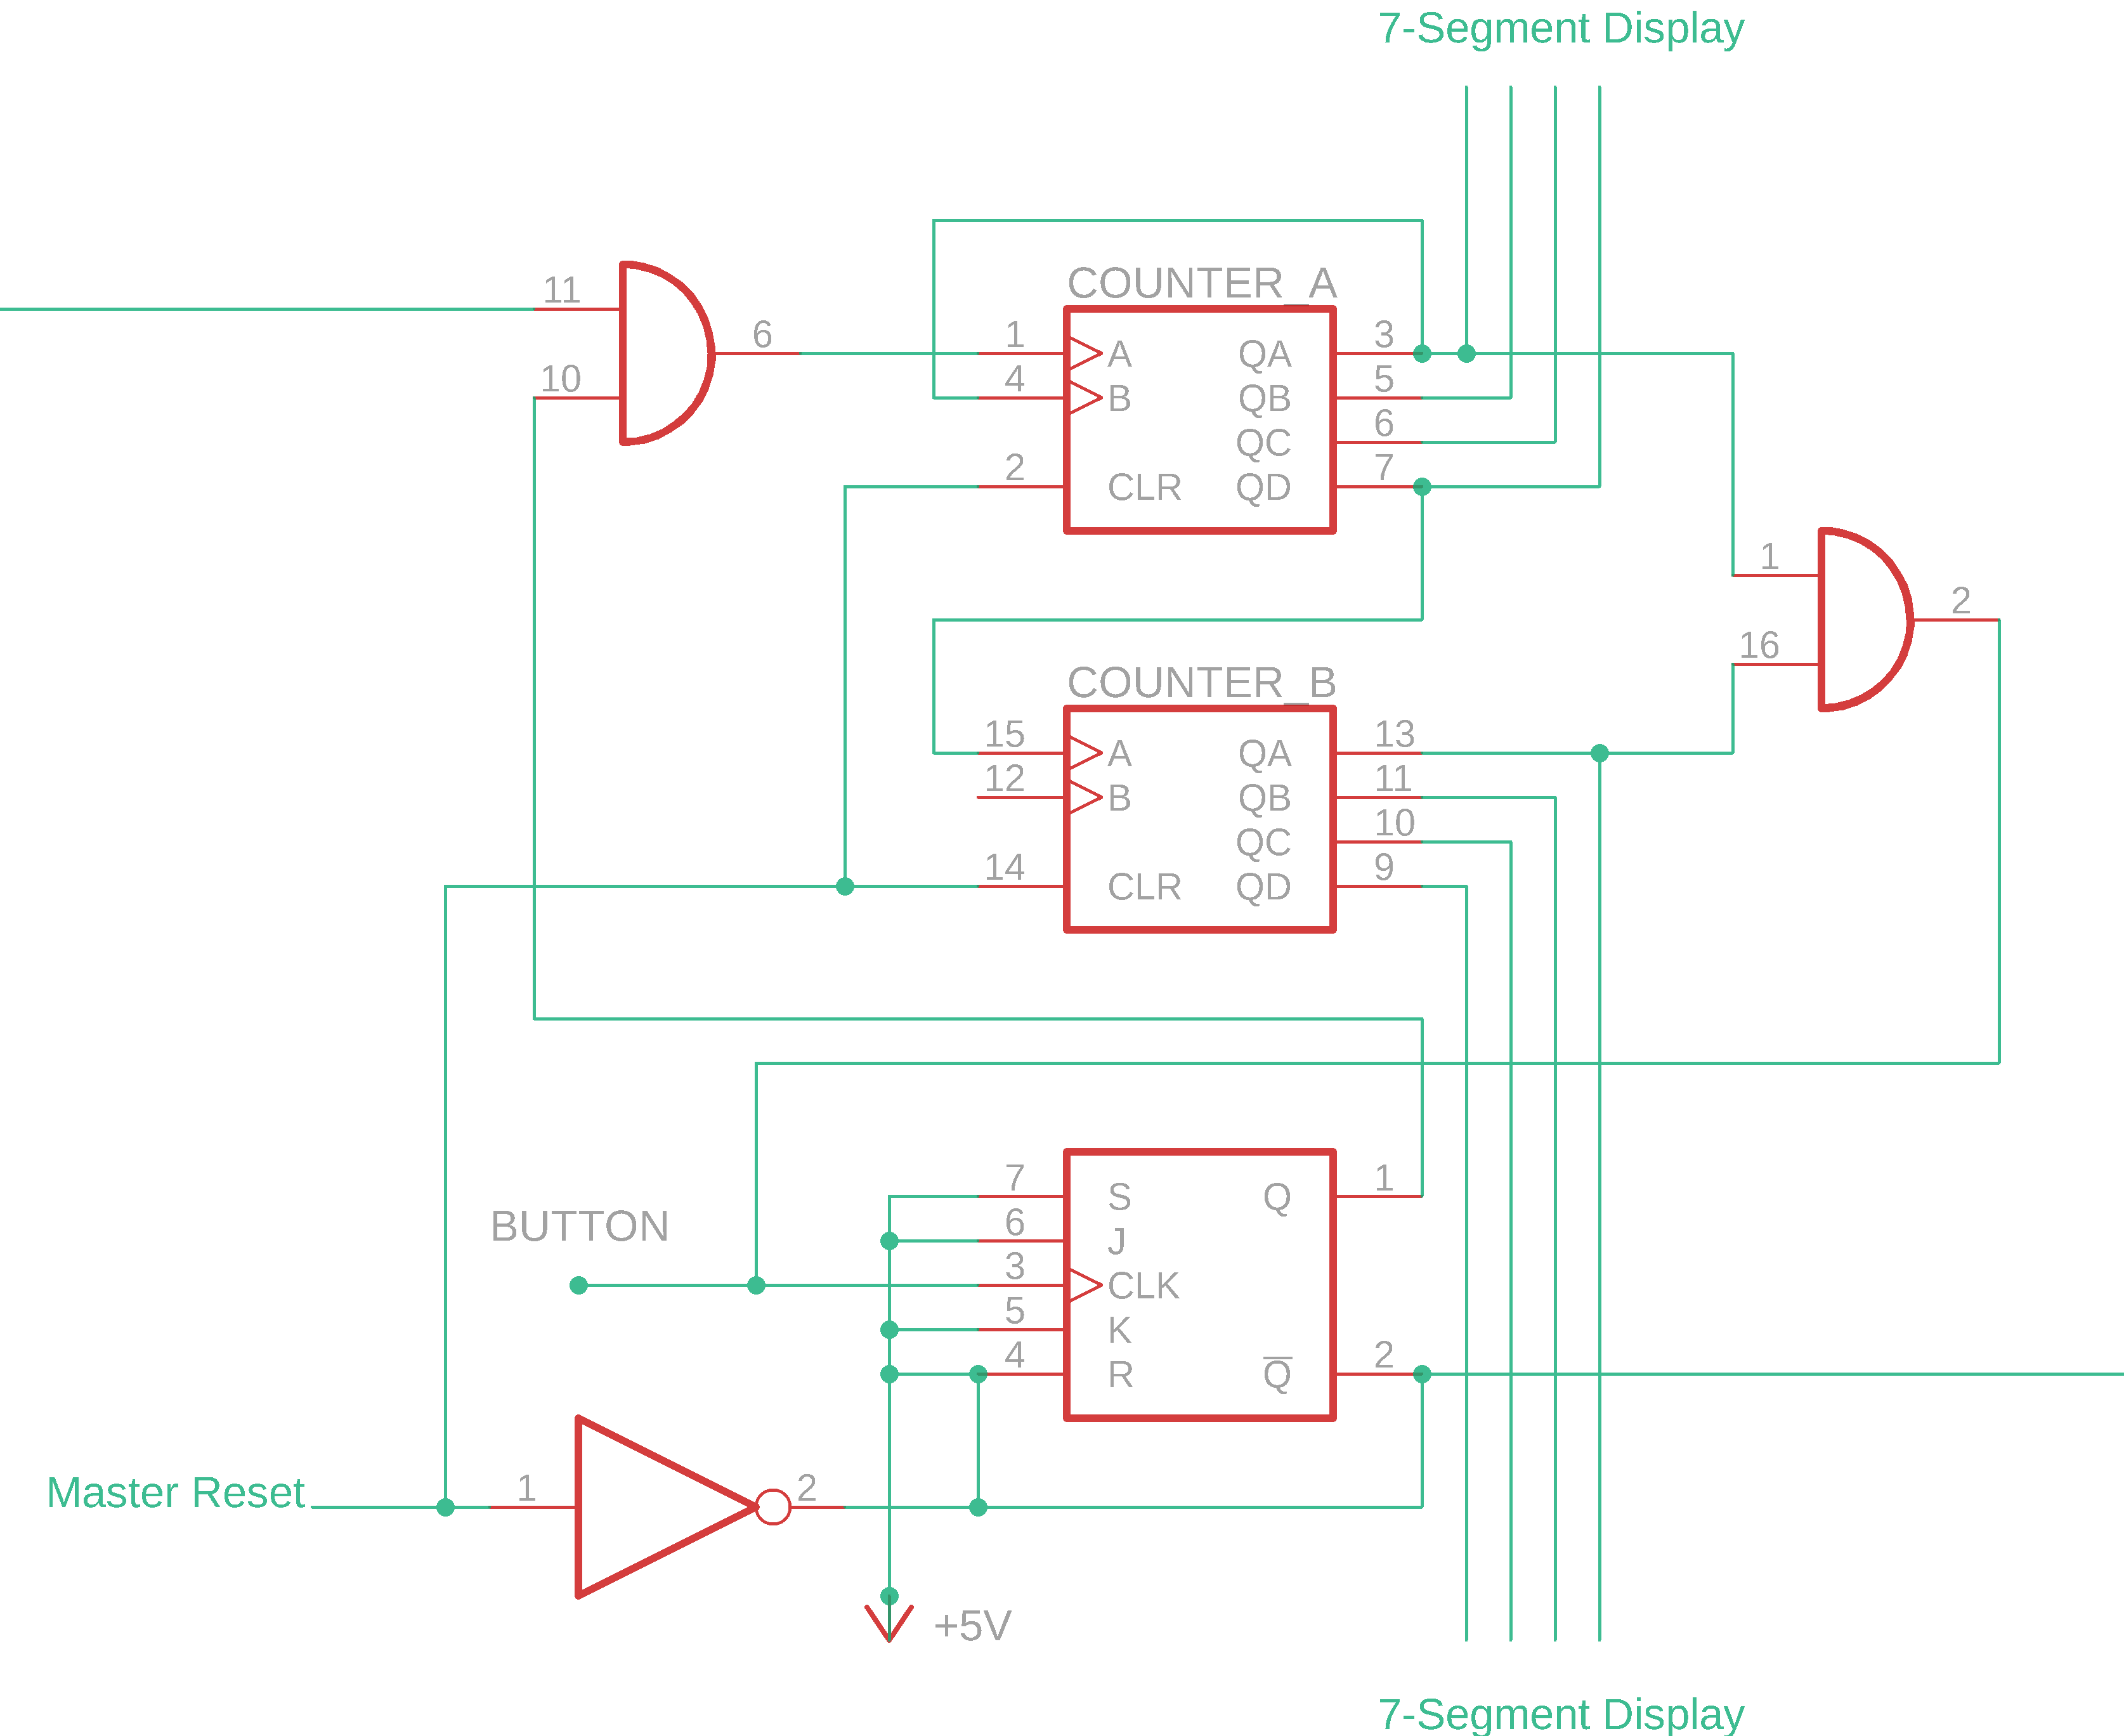 7-Segment Display
11
10
6
COUNTER_A
1 A QA 3
4 B QB 5
QC 6
2 CLR QD 7
1
16
2
COUNTER_B
15 A QA 13
12 B QB 11
QC 10
14 CLR QD 9
BUTTON
7 S Q 1
6 J
3 CLK
5 K
4 R Q̅ 2
Master Reset
1
2
+5V
7-Segment Display